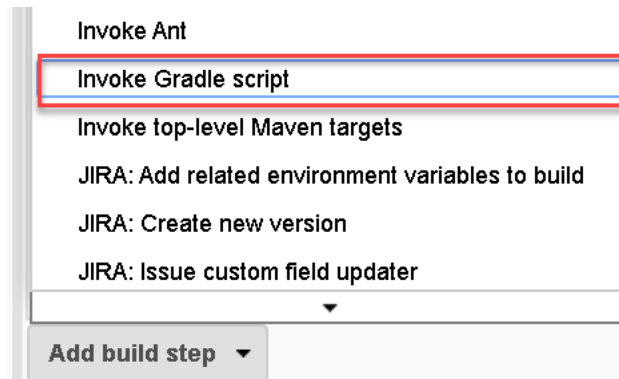 Invoke Ant
Invoke Gradle script
Invoke top-level Maven targets
JIRA: Add related environment variables to build
JIRA: Create new version
JIRA: Issue custom field updater
Add build step